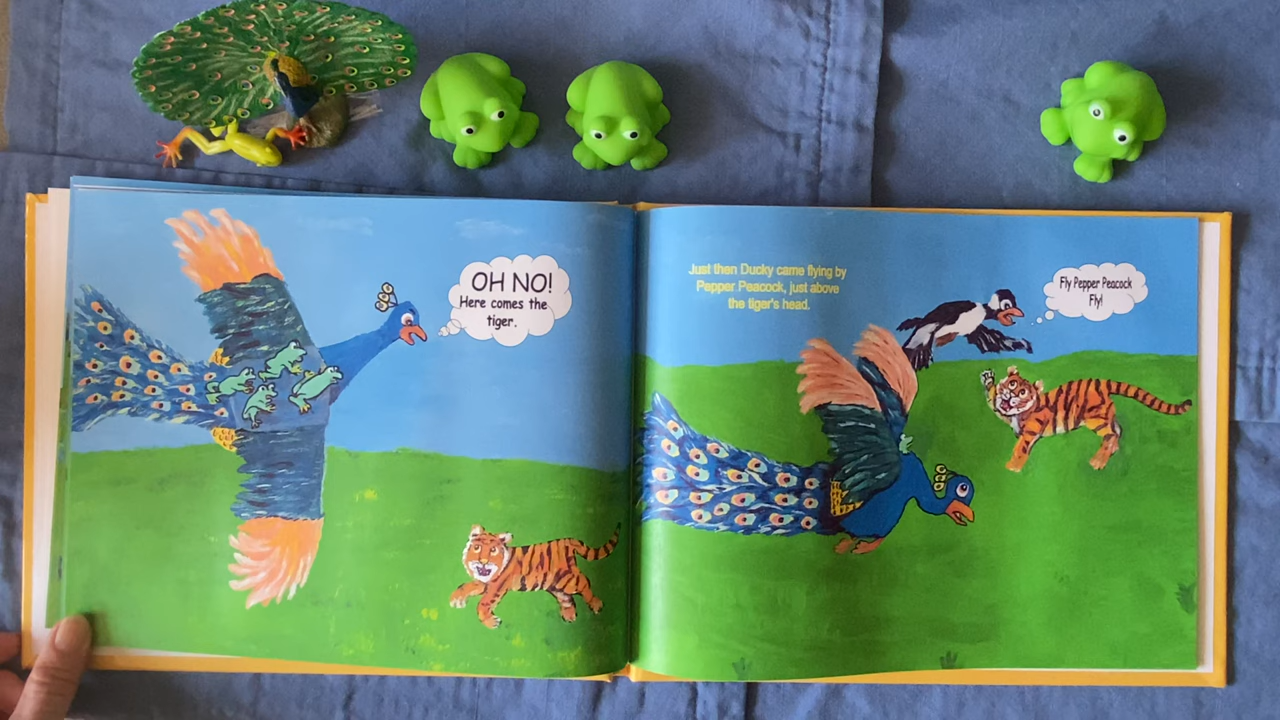 OH NO!
Here comes the
tiger.
Just then Ducky came flying by
Pepper Peacock, just above
the tiger's head.
Fly Pepper Peacock
Fly!